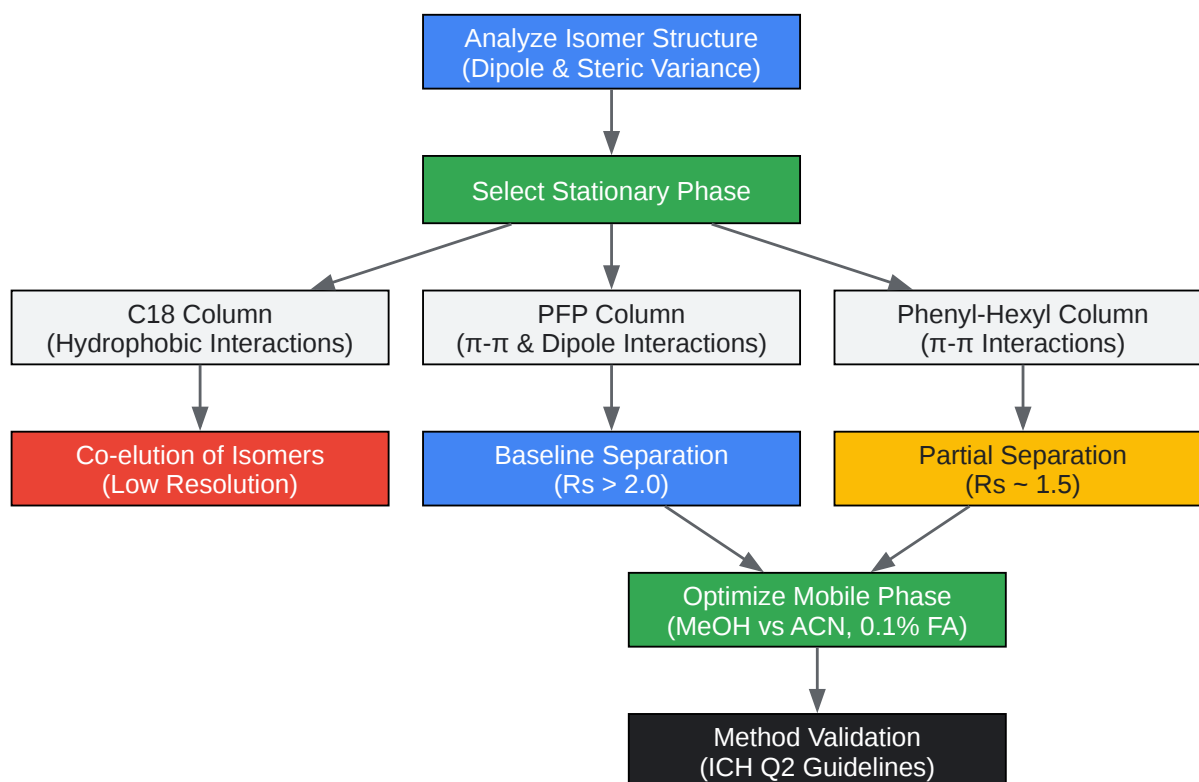 Analyze Isomer Structure
(Dipole & Steric Variance)
Select Stationary Phase
C18 Column
(Hydrophobic Interactions)
PFP Column
(π-π & Dipole Interactions)
Phenyl-Hexyl Column
(π-π Interactions)
Co-elution of Isomers
(Low Resolution)
Baseline Separation
(Rs > 2.0)
Partial Separation
(Rs ~ 1.5)
Optimize Mobile Phase
(MeOH vs ACN, 0.1% FA)
Method Validation
(ICH Q2 Guidelines)